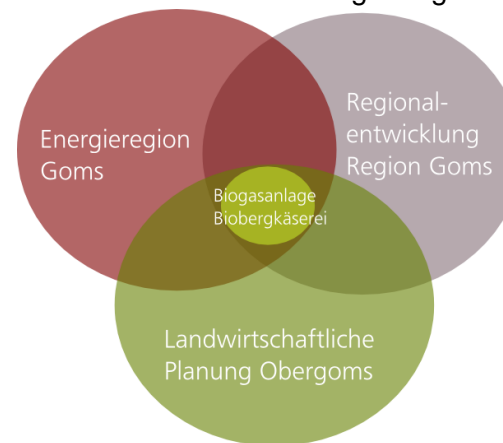 Energieregion
Goms
Regional-
entwicklung
Region Goms
Biogasanlage
Biobergkäserei
Landwirtschaftliche
Planung Obergoms